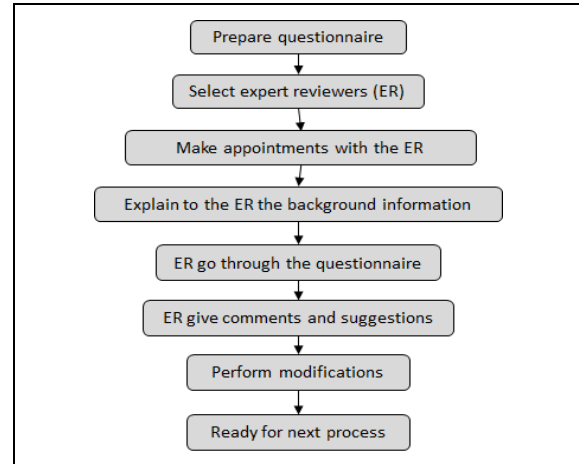 Prepare questionnaire
Select expert reviewers (ER)
Make appointments with the ER
Explain to the ER the background information
ER go through the questionnaire
ER give comments and suggestions
Perform modifications
Ready for next process